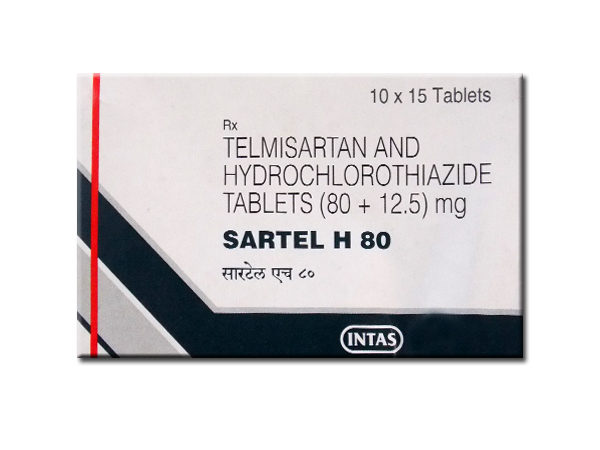 10 x 15 Tablets
Rx
TELMISARTAN AND
HYDROCHLOROTHIAZIDE
TABLETS (80 + 12.5) mg
SARTEL H 80
सारटेल एच ८०
INTAS